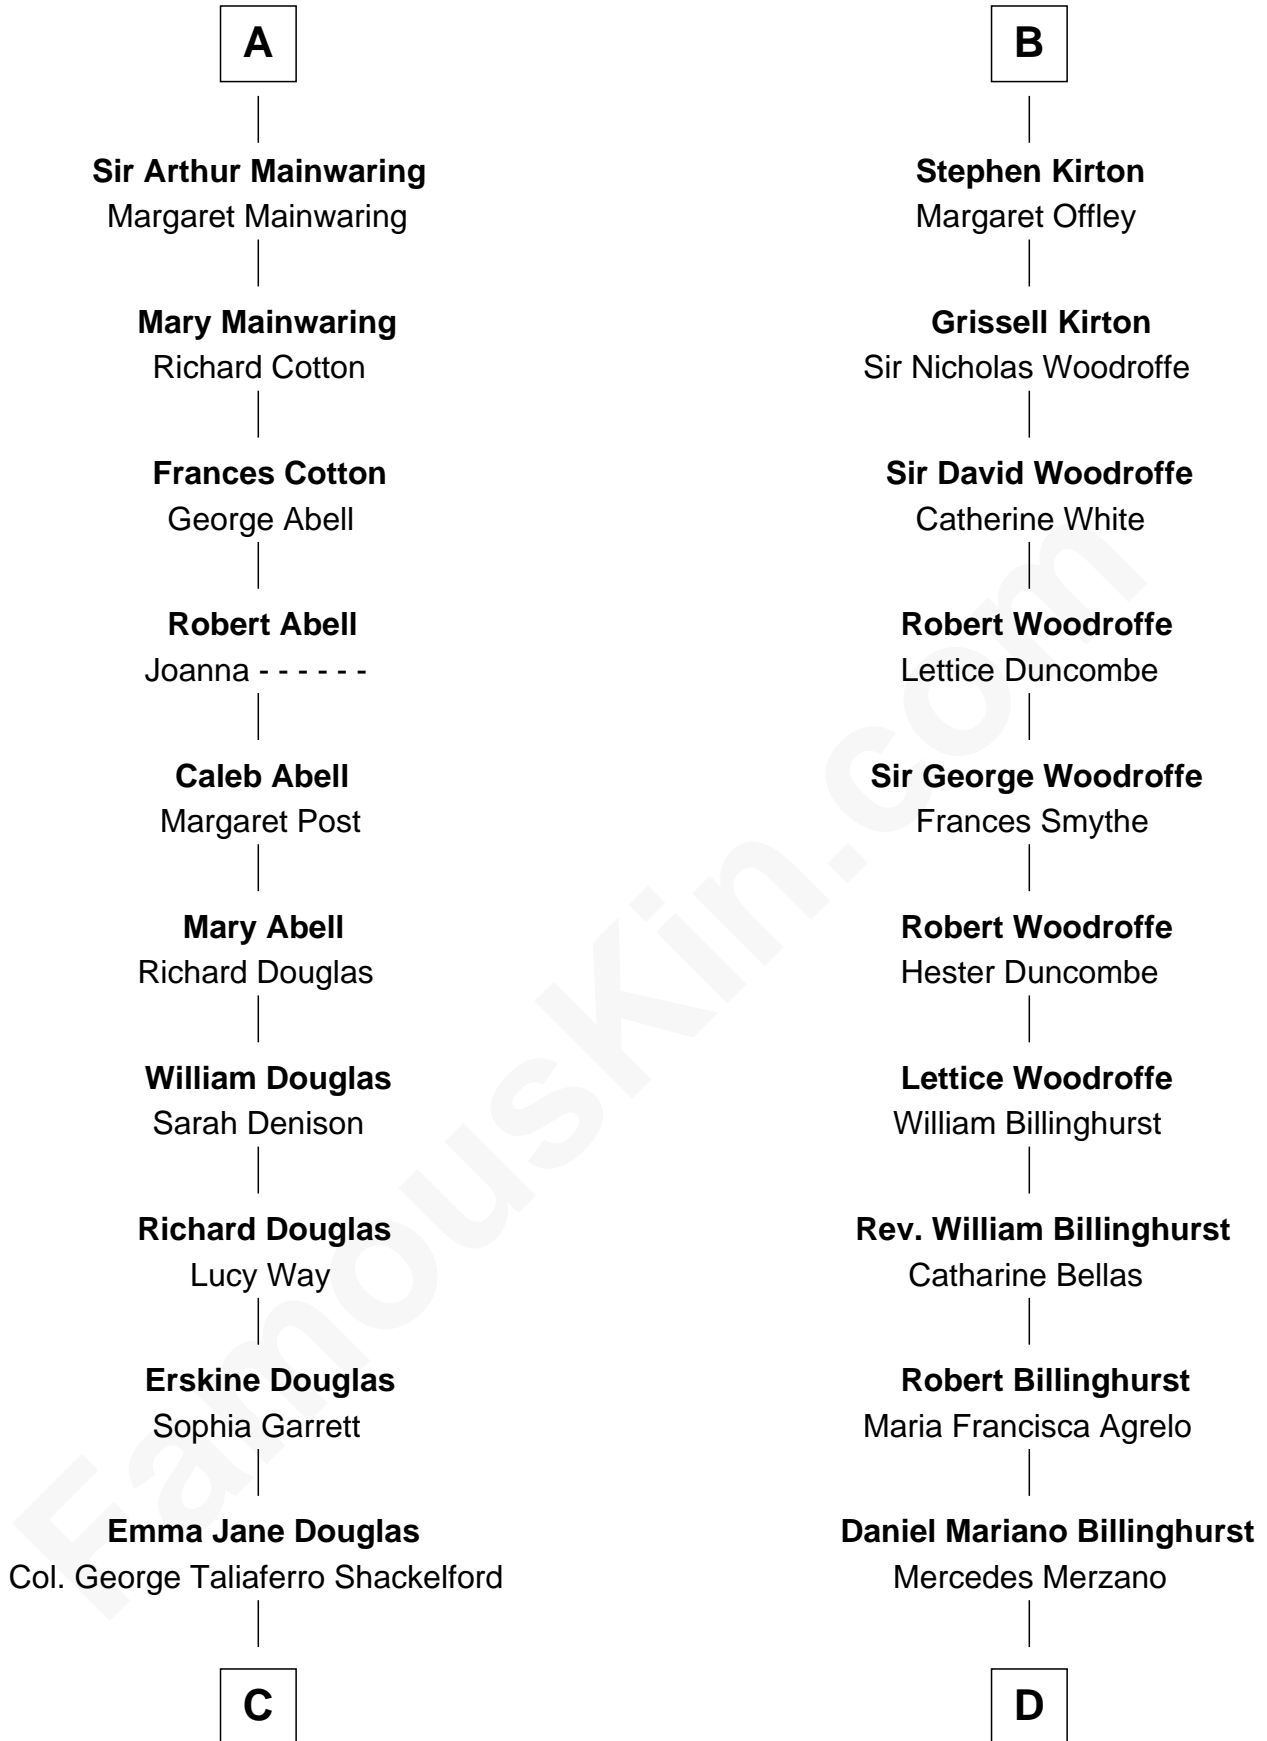 A
Sir Arthur Mainwaring
Margaret Mainwaring
Mary Mainwaring
Richard Cotton
Frances Cotton
George Abell
Robert Abell
Joanna - - - - - -
Caleb Abell
Margaret Post
Mary Abell
Richard Douglas
William Douglas
Sarah Denison
Richard Douglas
Lucy Way
Erskine Douglas
Sophia Garrett
Emma Jane Douglas
Col. George Taliaferro Shackelford
C
B
Stephen Kirton
Margaret Offley
Grissell Kirton
Sir Nicholas Woodroffe
Sir David Woodroffe
Catherine White
Robert Woodroffe
Lettice Duncombe
Sir George Woodroffe
Frances Smythe
Robert Woodroffe
Hester Duncombe
Lettice Woodroffe
William Billinghurst
Rev. William Billinghurst
Catharine Bellas
Robert Billinghurst
Maria Francisca Agrelo
Daniel Mariano Billinghurst
Mercedes Merzano
D
FamousKin.com